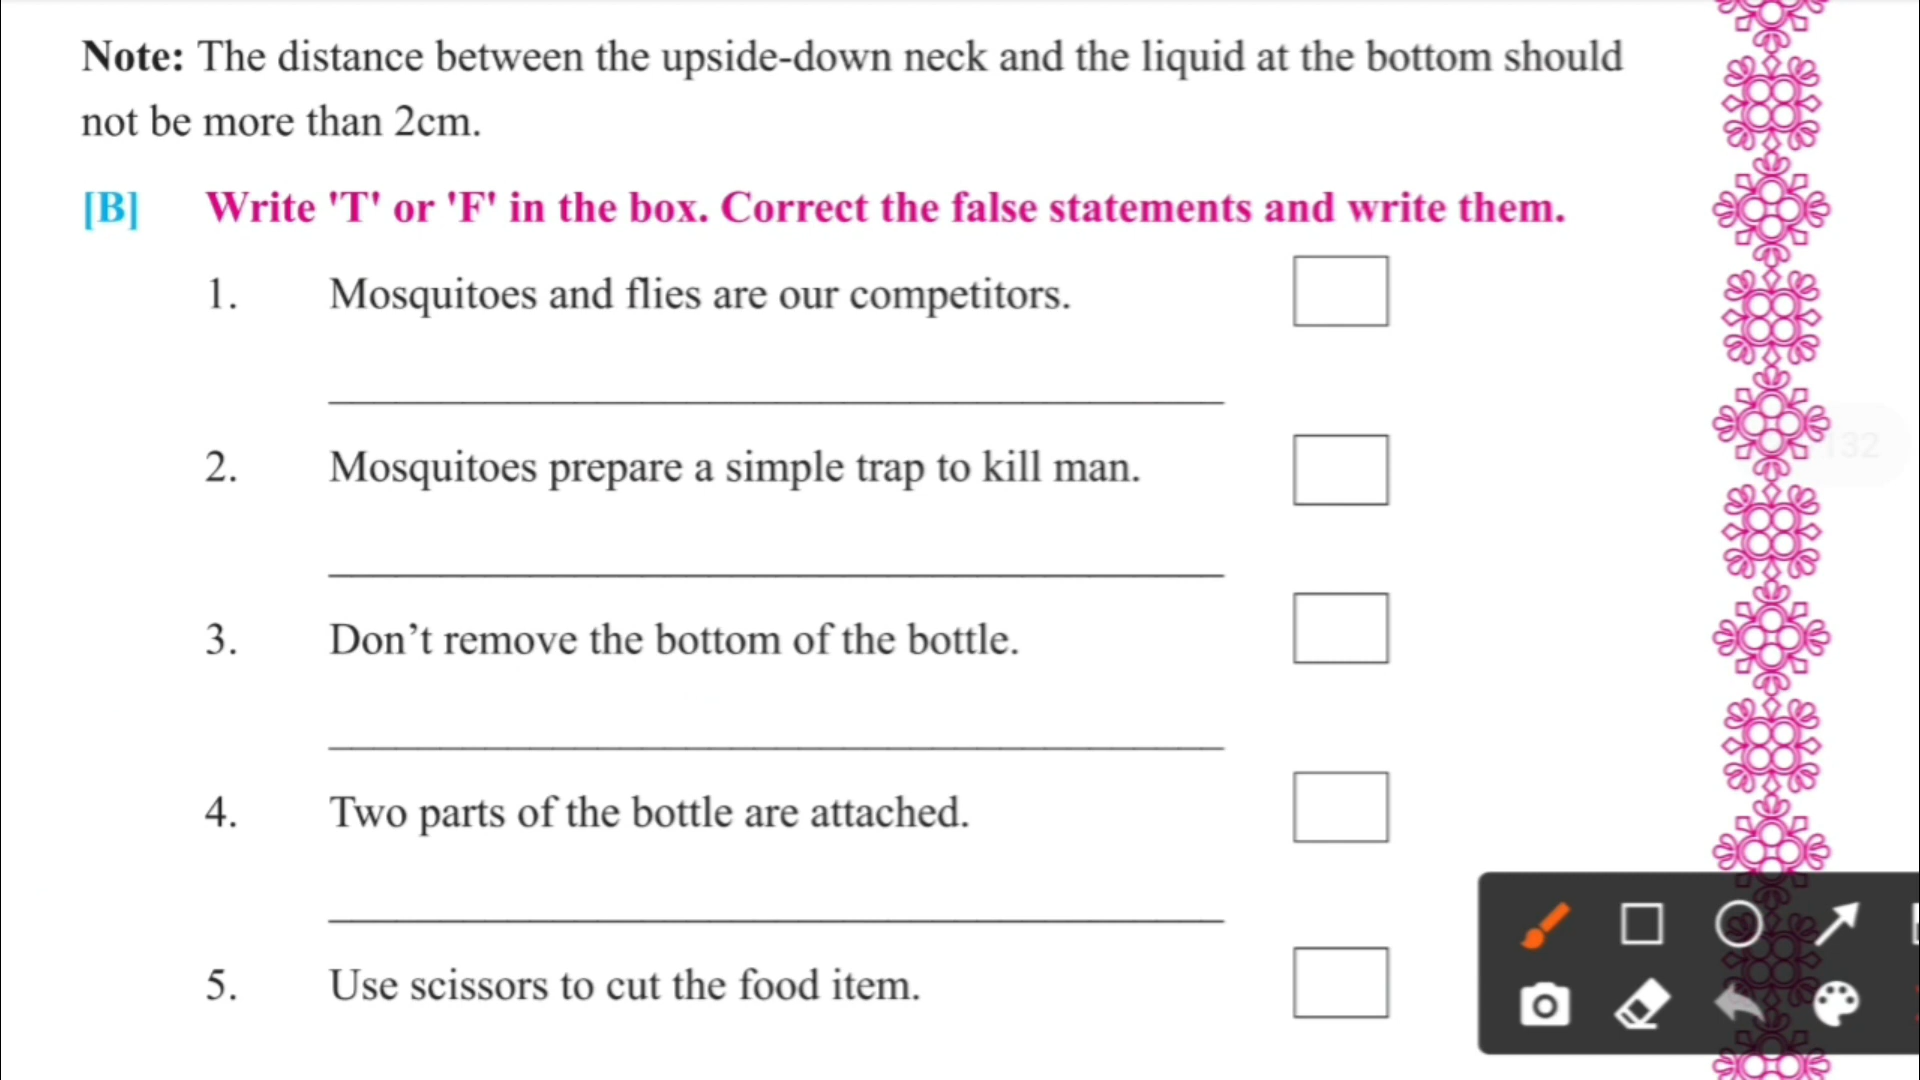 Note: The distance between the upside-down neck and the liquid at the bottom should
not be more than 2cm.
[B] Write 'T' or 'F' in the box. Correct the false statements and write them.
1. Mosquitoes and flies are our competitors.
2. Mosquitoes prepare a simple trap to kill man.
132
3. Don’t remove the bottom of the bottle.
4. Two parts of the bottle are attached.
5. Use scissors to cut the food item.